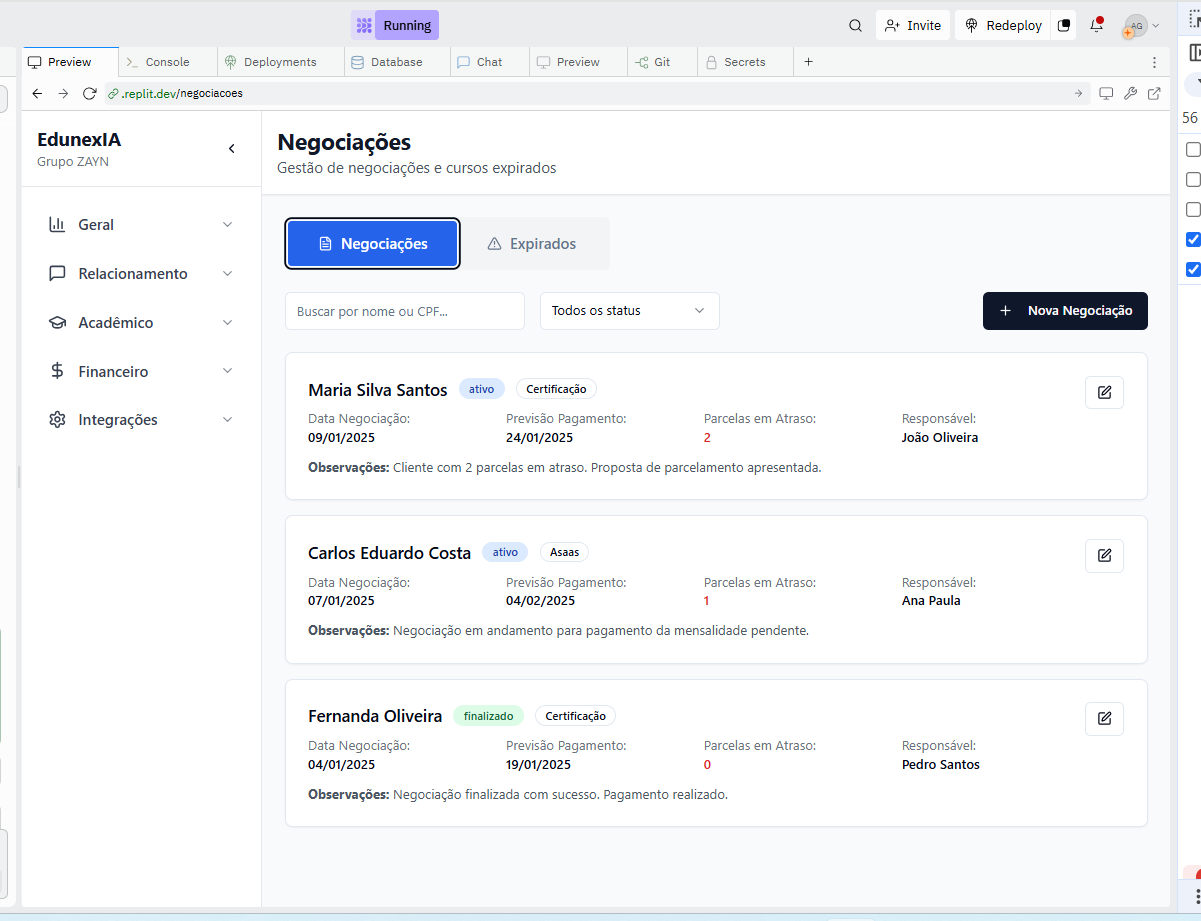 Running
Invite
Redeploy
AG
Preview
Console
Deployments
Database
Chat
Preview
Git
Secrets
.replit.dev/negociacoes
56
EdunexIA
Grupo ZAYN
Geral
Relacionamento
Acadêmico
Financeiro
Integrações
Negociações
Gestão de negociações e cursos expirados
Negociações
Expirados
Buscar por nome ou CPF...
Todos os status
Nova Negociação
Maria Silva Santos ativo Certificação
Data Negociação: Previsão Pagamento: Parcelas em Atraso: Responsável:
09/01/2025 24/01/2025 2 João Oliveira
Observações: Cliente com 2 parcelas em atraso. Proposta de parcelamento apresentada.
Carlos Eduardo Costa ativo Asaas
Data Negociação: Previsão Pagamento: Parcelas em Atraso: Responsável:
07/01/2025 04/02/2025 1 Ana Paula
Observações: Negociação em andamento para pagamento da mensalidade pendente.
Fernanda Oliveira finalizado Certificação
Data Negociação: Previsão Pagamento: Parcelas em Atraso: Responsável:
04/01/2025 19/01/2025 0 Pedro Santos
Observações: Negociação finalizada com sucesso. Pagamento realizado.